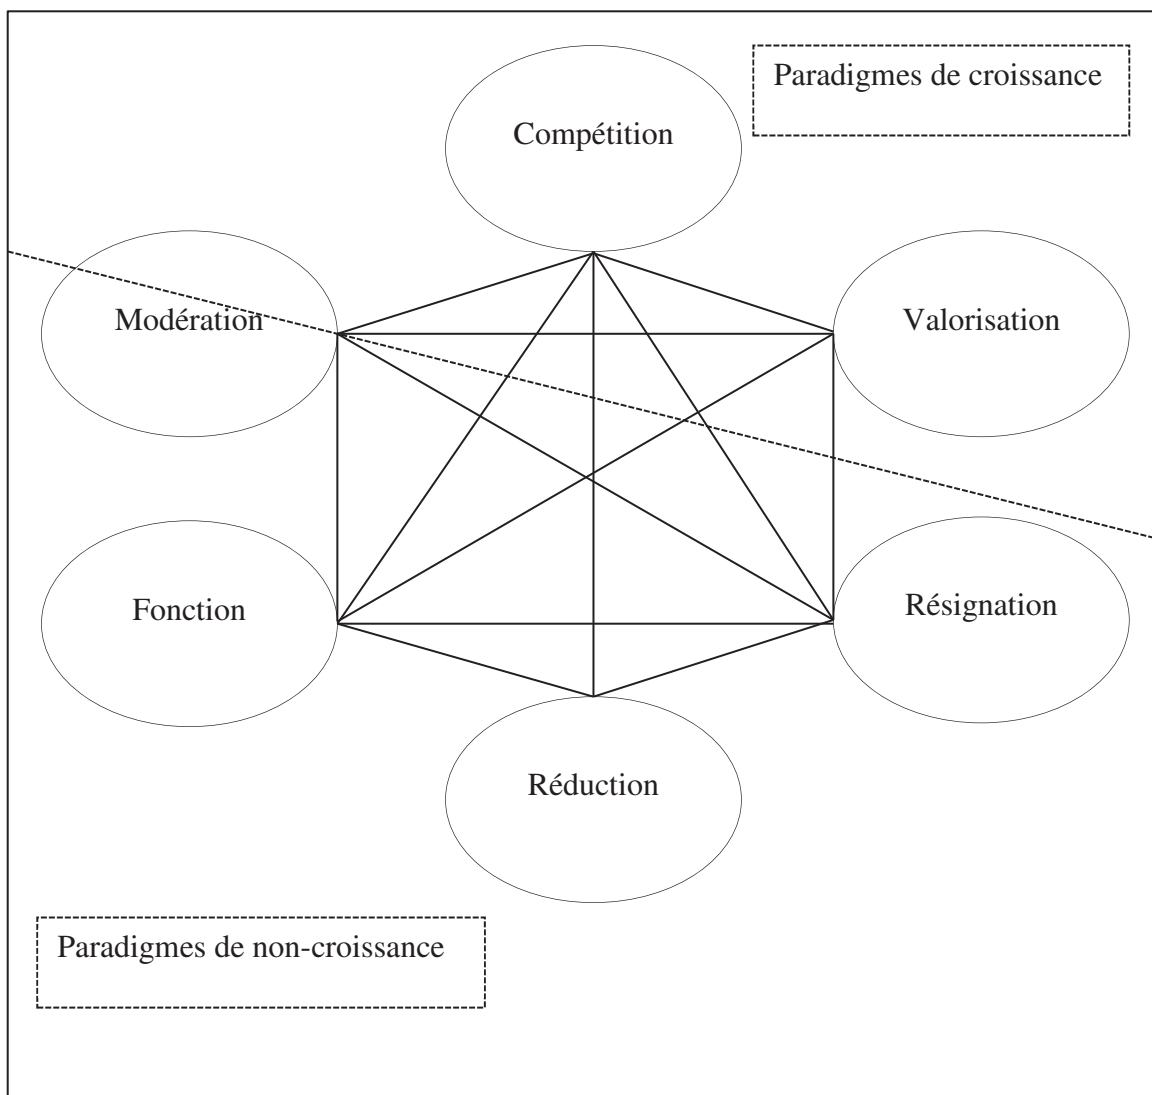 Paradigmes de croissance
Compétition
Modération
Valorisation
Fonction
Résignation
Réduction
Paradigmes de non-croissance